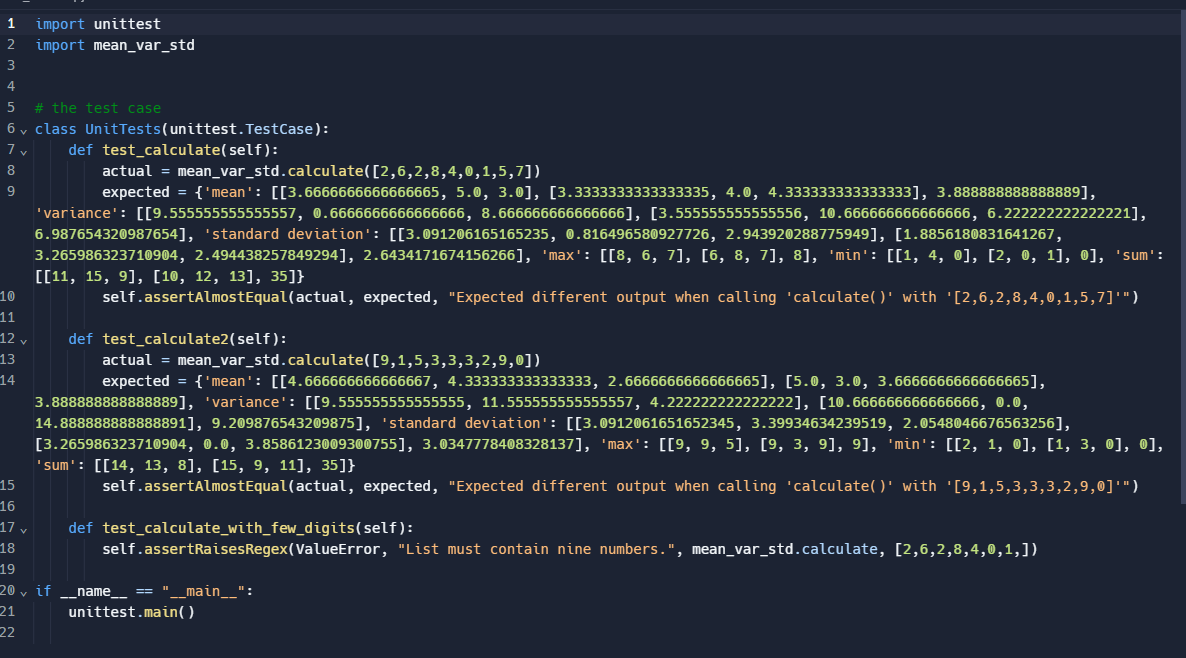 1 import unittest
2 import mean_var_std
3
4
5 # the test case
6 class UnitTests(unittest.TestCase):
7 def test_calculate(self):
8 actual = mean_var_std.calculate([2,6,2,8,4,0,1,5,7])
9 expected = {'mean': [[3.6666666666666665, 5.0, 3.0], [3.3333333333333335, 4.0, 4.333333333333333], 3.888888888888889],
'variance': [[9.555555555555557, 0.6666666666666666, 8.666666666666666], [3.555555555555556, 10.666666666666666, 6.222222222222221],
6.987654320987654], 'standard deviation': [[3.091206165165235, 0.816496580927726, 2.943920288775949], [1.8856180831641267,
3.265986323710904, 2.494438257849294], 2.6434171674156266], 'max': [[8, 6, 7], [6, 8, 7], 8], 'min': [[1, 4, 0], [2, 0, 1], 0], 'sum':
[[11, 15, 9], [10, 12, 13], 35]}
10 self.assertAlmostEqual(actual, expected, "Expected different output when calling 'calculate()' with '[2,6,2,8,4,0,1,5,7]'")
11
12 def test_calculate2(self):
13 actual = mean_var_std.calculate([9,1,5,3,3,3,2,9,0])
14 expected = {'mean': [[4.666666666666667, 4.333333333333333, 2.6666666666666665], [5.0, 3.0, 3.6666666666666665],
3.888888888888889], 'variance': [[9.555555555555555, 11.555555555555557, 4.222222222222222], [10.666666666666666, 0.0,
14.888888888888891], 9.209876543209875], 'standard deviation': [[3.0912061651652345, 3.39934634239519, 2.0548046676563256],
[3.265986323710904, 0.0, 3.8586123009300755], 3.0347778408328137], 'max': [[9, 9, 5], [9, 3, 9], 9], 'min': [[2, 1, 0], [1, 3, 0], 0],
'sum': [[14, 13, 8], [15, 9, 11], 35]}
15 self.assertAlmostEqual(actual, expected, "Expected different output when calling 'calculate()' with '[9,1,5,3,3,3,2,9,0]'")
16
17 def test_calculate_with_few_digits(self):
18 self.assertRaisesRegex(ValueError, "List must contain nine numbers.", mean_var_std.calculate, [2,6,2,8,4,0,1,])
19
20 if __name__ == "__main__":
21 unittest.main()
22